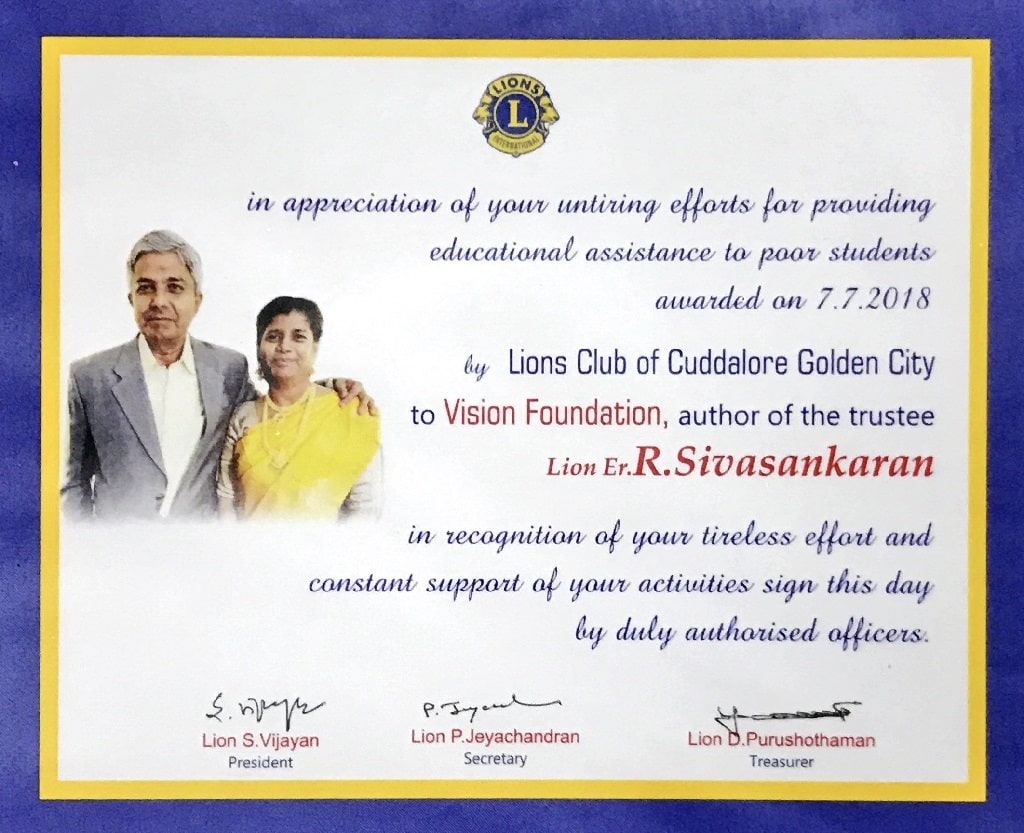 LIONS
L
INTERNATIONAL
in appreciation of your untiring efforts for providing
educational assistance to poor students
awarded on 7.7.2018
by Lions Club of Cuddalore Golden City
to Vision Foundation, author of the trustee
Lion Er.R.Sivasankaran
in recognition of your tireless effort and
constant support of your activities sign this day
by duly authorised officers.
S. Vijayan
P. Jeyachandran
Lion S.Vijayan
Lion P.Jeyachandran
Lion D.Purushothaman
President
Secretary
Treasurer